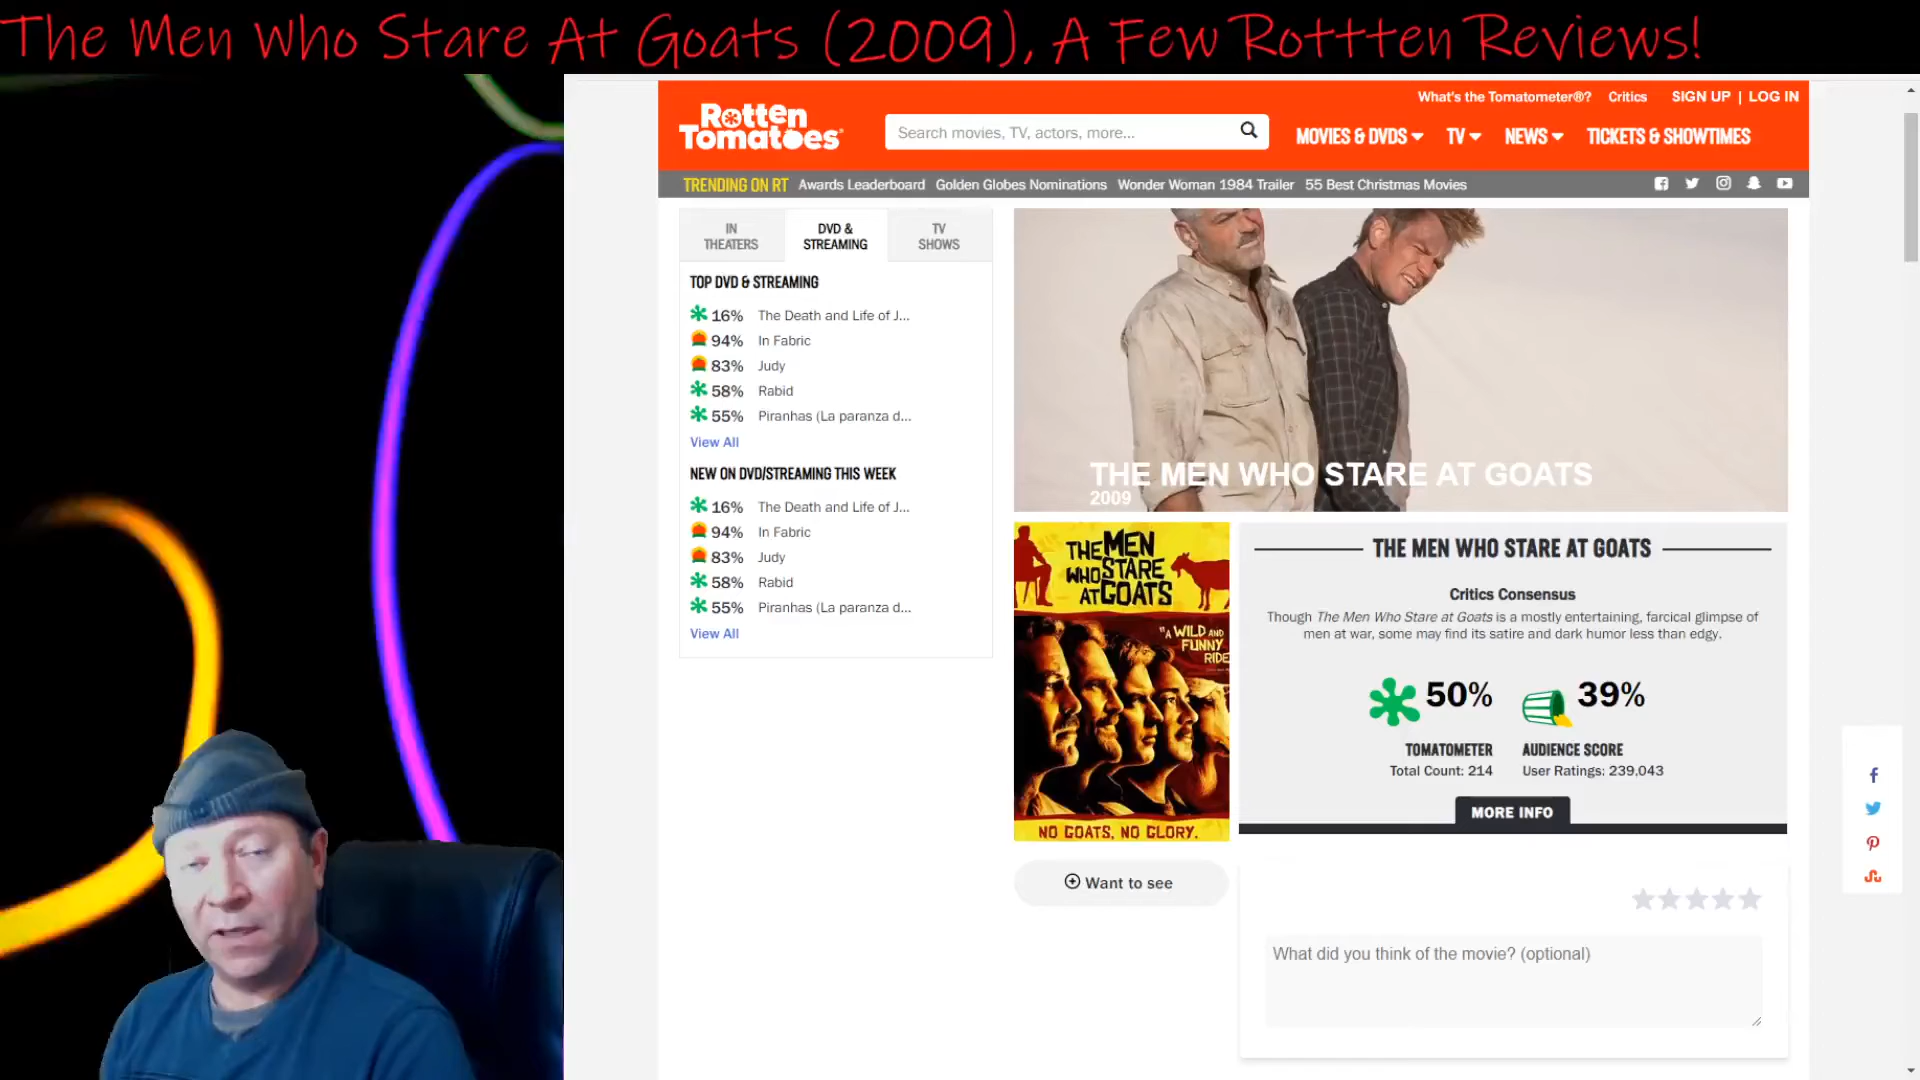 The Men Who Stare At Goats (2009), A Few Rottten Reviews!
What's the Tomatometer®? Critics SIGN UP | LOG IN
Rotten
Tomatoes
Search movies, TV, actors, more...
MOVIES & DVDS TV NEWS TICKETS & SHOWTIMES
TRENDING ON RT Awards Leaderboard Golden Globes Nominations Wonder Woman 1984 Trailer 55 Best Christmas Movies
IN
THEATERS
DVD &
STREAMING
TV
SHOWS
TOP DVD & STREAMING
16% The Death and Life of J...
94% In Fabric
83% Judy
58% Rabid
55% Piranhas (La paranza d...
View All
NEW ON DVD/STREAMING THIS WEEK
16% The Death and Life of J...
94% In Fabric
83% Judy
58% Rabid
55% Piranhas (La paranza d...
View All
THE MEN WHO STARE AT GOATS
2009
THE MEN
WHO STARE
AT GOATS
"A WILD AND
FUNNY
RIDE
NO GOATS, NO GLORY.
THE MEN WHO STARE AT GOATS
Critics Consensus
Though The Men Who Stare at Goats is a mostly entertaining, farcical glimpse of
men at war, some may find its satire and dark humor less than edgy.
50% 39%
TOMATOMETER AUDIENCE SCORE
Total Count: 214 User Ratings: 239,043
MORE INFO
Want to see
What did you think of the movie? (optional)